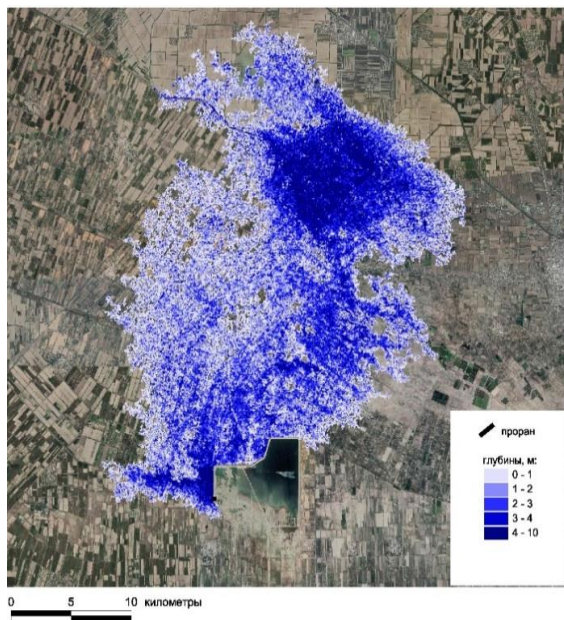 проран
глубины, м:
0 - 1
1 - 2
2 - 3
3 - 4
4 - 10
0 5 10 километры